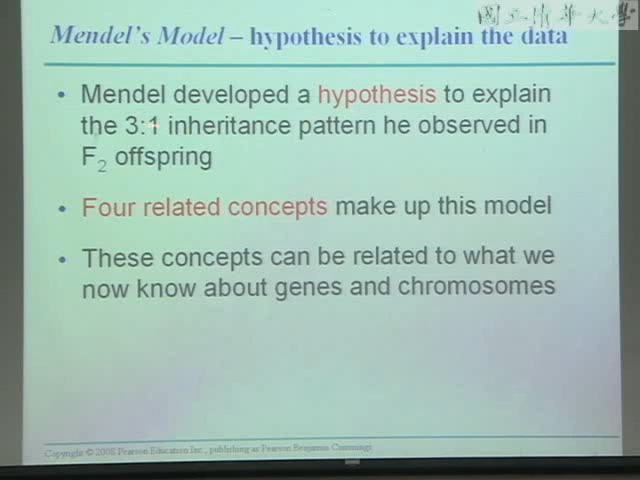 國立清華大學
Mendel's Model – hypothesis to explain the data
• Mendel developed a hypothesis to explain
the 3:1 inheritance pattern he observed in
F2 offspring
• Four related concepts make up this model
• These concepts can be related to what we
now know about genes and chromosomes
Copyright © 2008 Pearson Education Inc., publishing as Pearson Benjamin Cummings